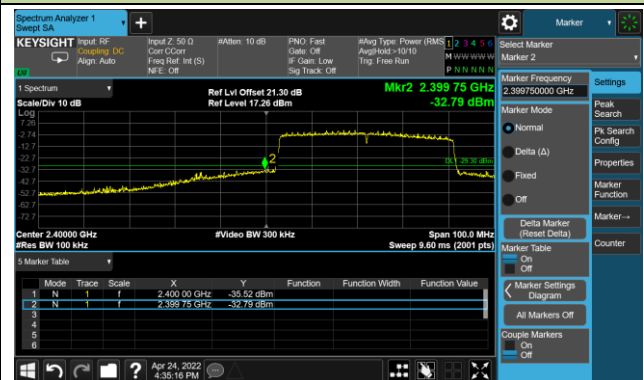 Spectrum Analyzer 1
Swept SA
Marker
KEYSIGHT
Input: RF
Coupling: DC
Align: Auto
Input Z: 50 Ω
Corr CCorr
Freq Ref: Int (S)
NFE: Off
#Atten: 10 dB
PNO: Fast
Gate: Off
IF Gain: Low
Sig Track: Off
#Avg Type: Power (RMS
Avg|Hold:>10/10
Trig: Free Run
1 2 3 4 5 6
M W W W W W
P N N N N N
Select Marker
Marker 2
1 Spectrum
Scale/Div 10 dB
Ref Lvl Offset 21.30 dB
Ref Level 17.26 dBm
Mkr2 2.399 75 GHz
-32.79 dBm
Log
7.26
-2.74
-12.7
-22.7
-32.7
-42.7
-52.7
-62.7
-72.7
2
Center 2.40000 GHz
#Res BW 100 kHz
#Video BW 300 kHz
Span 100.0 MHz
Sweep 9.60 ms (2001 pts)
5 Marker Table
Mode Trace Scale X Y Function Function Width Function Value
1 N 1 f 2.400 00 GHz -35.52 dBm
2 N 1 f 2.399 75 GHz -32.79 dBm
3
4
5
6
Marker Frequency
2.399750000 GHz
Marker Mode
Normal
Delta (Δ)
Fixed
Off
Delta Marker
(Reset Delta)
Marker Table
On
Off
Marker Settings
Diagram
All Markers Off
Couple Markers
On
Off
Settings
Peak
Search
Pk Search
Config
Properties
Marker
Function
Marker→
Counter
Apr 24, 2022
4:35:16 PM